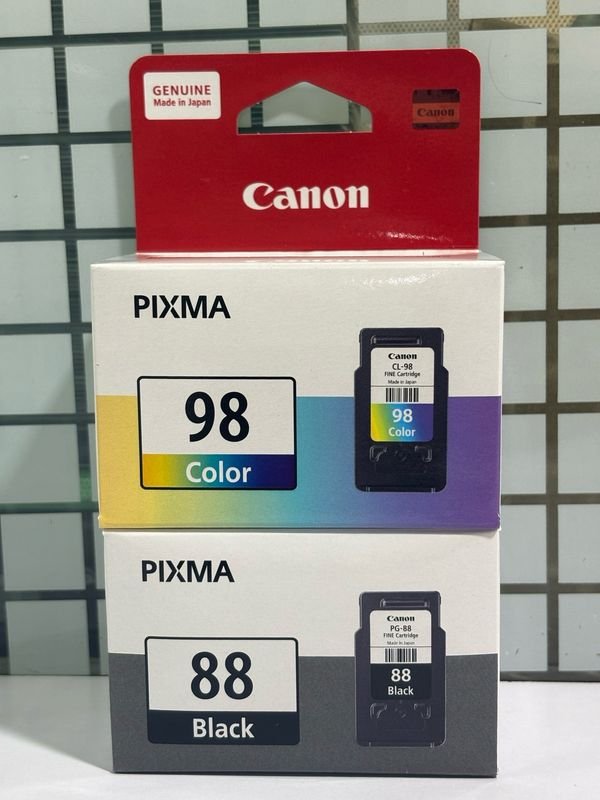 GENUINE
Made in Japan
Canon
Canon
PIXMA
98
Color
Canon
CL-98
FINE Cartridge
Made in Japan
98
Color
PIXMA
88
Black
Canon
PG-88
FINE Cartridge
Made in Japan
88
Black